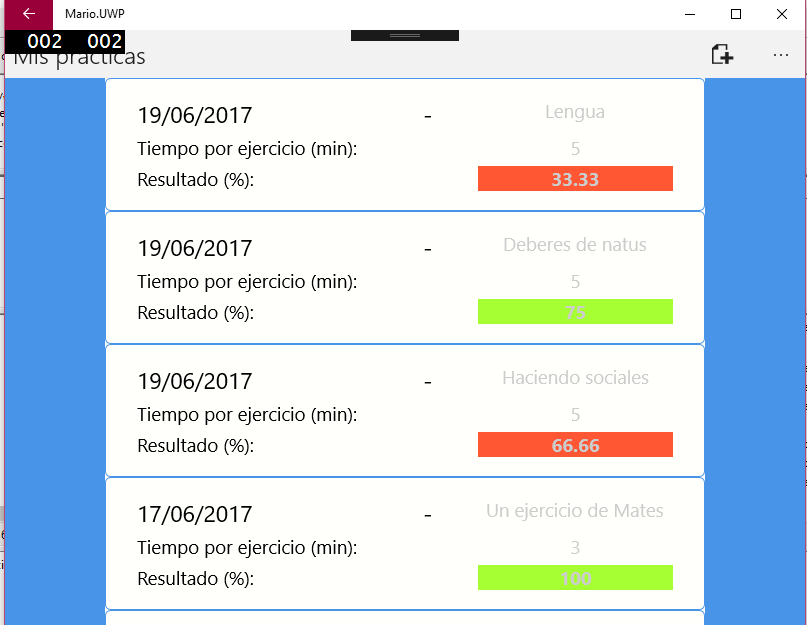 Mario.UWP
002 002
Mis prácticas
19/06/2017 - Lengua
Tiempo por ejercicio (min): 5
Resultado (%): 33.33
19/06/2017 - Deberes de natus
Tiempo por ejercicio (min): 5
Resultado (%): 75
19/06/2017 - Haciendo sociales
Tiempo por ejercicio (min): 5
Resultado (%): 66.66
17/06/2017 - Un ejercicio de Mates
Tiempo por ejercicio (min): 3
Resultado (%): 100